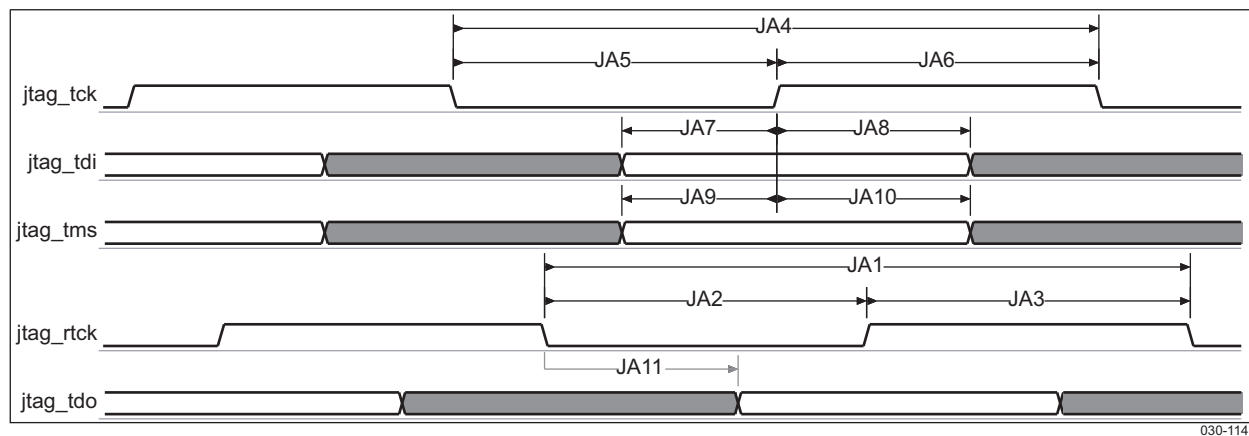 JA4
JA5 JA6
jtag_tck
JA7 JA8
jtag_tdi
JA9 JA10
jtag_tms
JA1
JA2 JA3
jtag_rtck
JA11
jtag_tdo
030-114